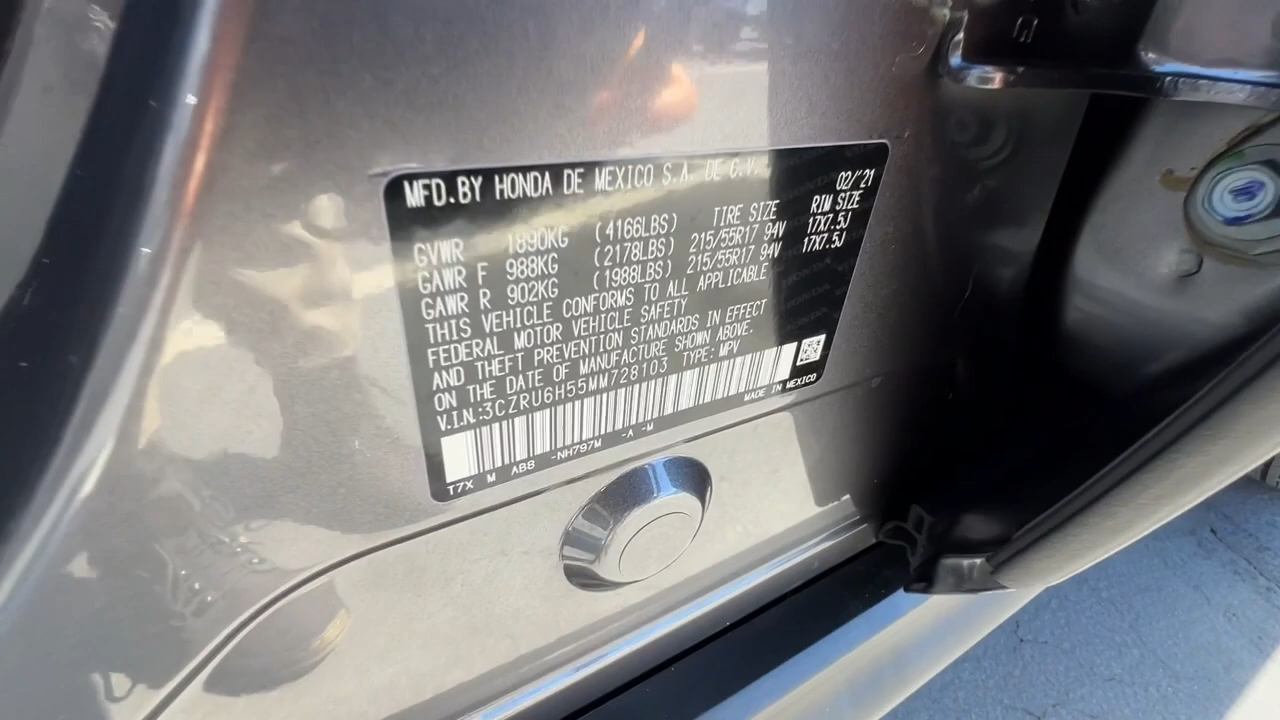 MFD.BY HONDA DE MEXICO S.A. DE C.V.
02/'21
GVWR 1890KG (4166LBS) TIRE SIZE RIM SIZE
GAWR F 988KG (2178LBS) 215/55R17 94V 17X7.5J
GAWR R 902KG (1988LBS) 215/55R17 94V 17X7.5J
THIS VEHICLE CONFORMS TO ALL APPLICABLE
FEDERAL MOTOR VEHICLE SAFETY
AND THEFT PREVENTION STANDARDS IN EFFECT
ON THE DATE OF MANUFACTURE SHOWN ABOVE.
V.I.N.:3CZRU6H55MM728103 TYPE: MPV
MADE IN MEXICO
T7X M AB8 -NH797M -A -M